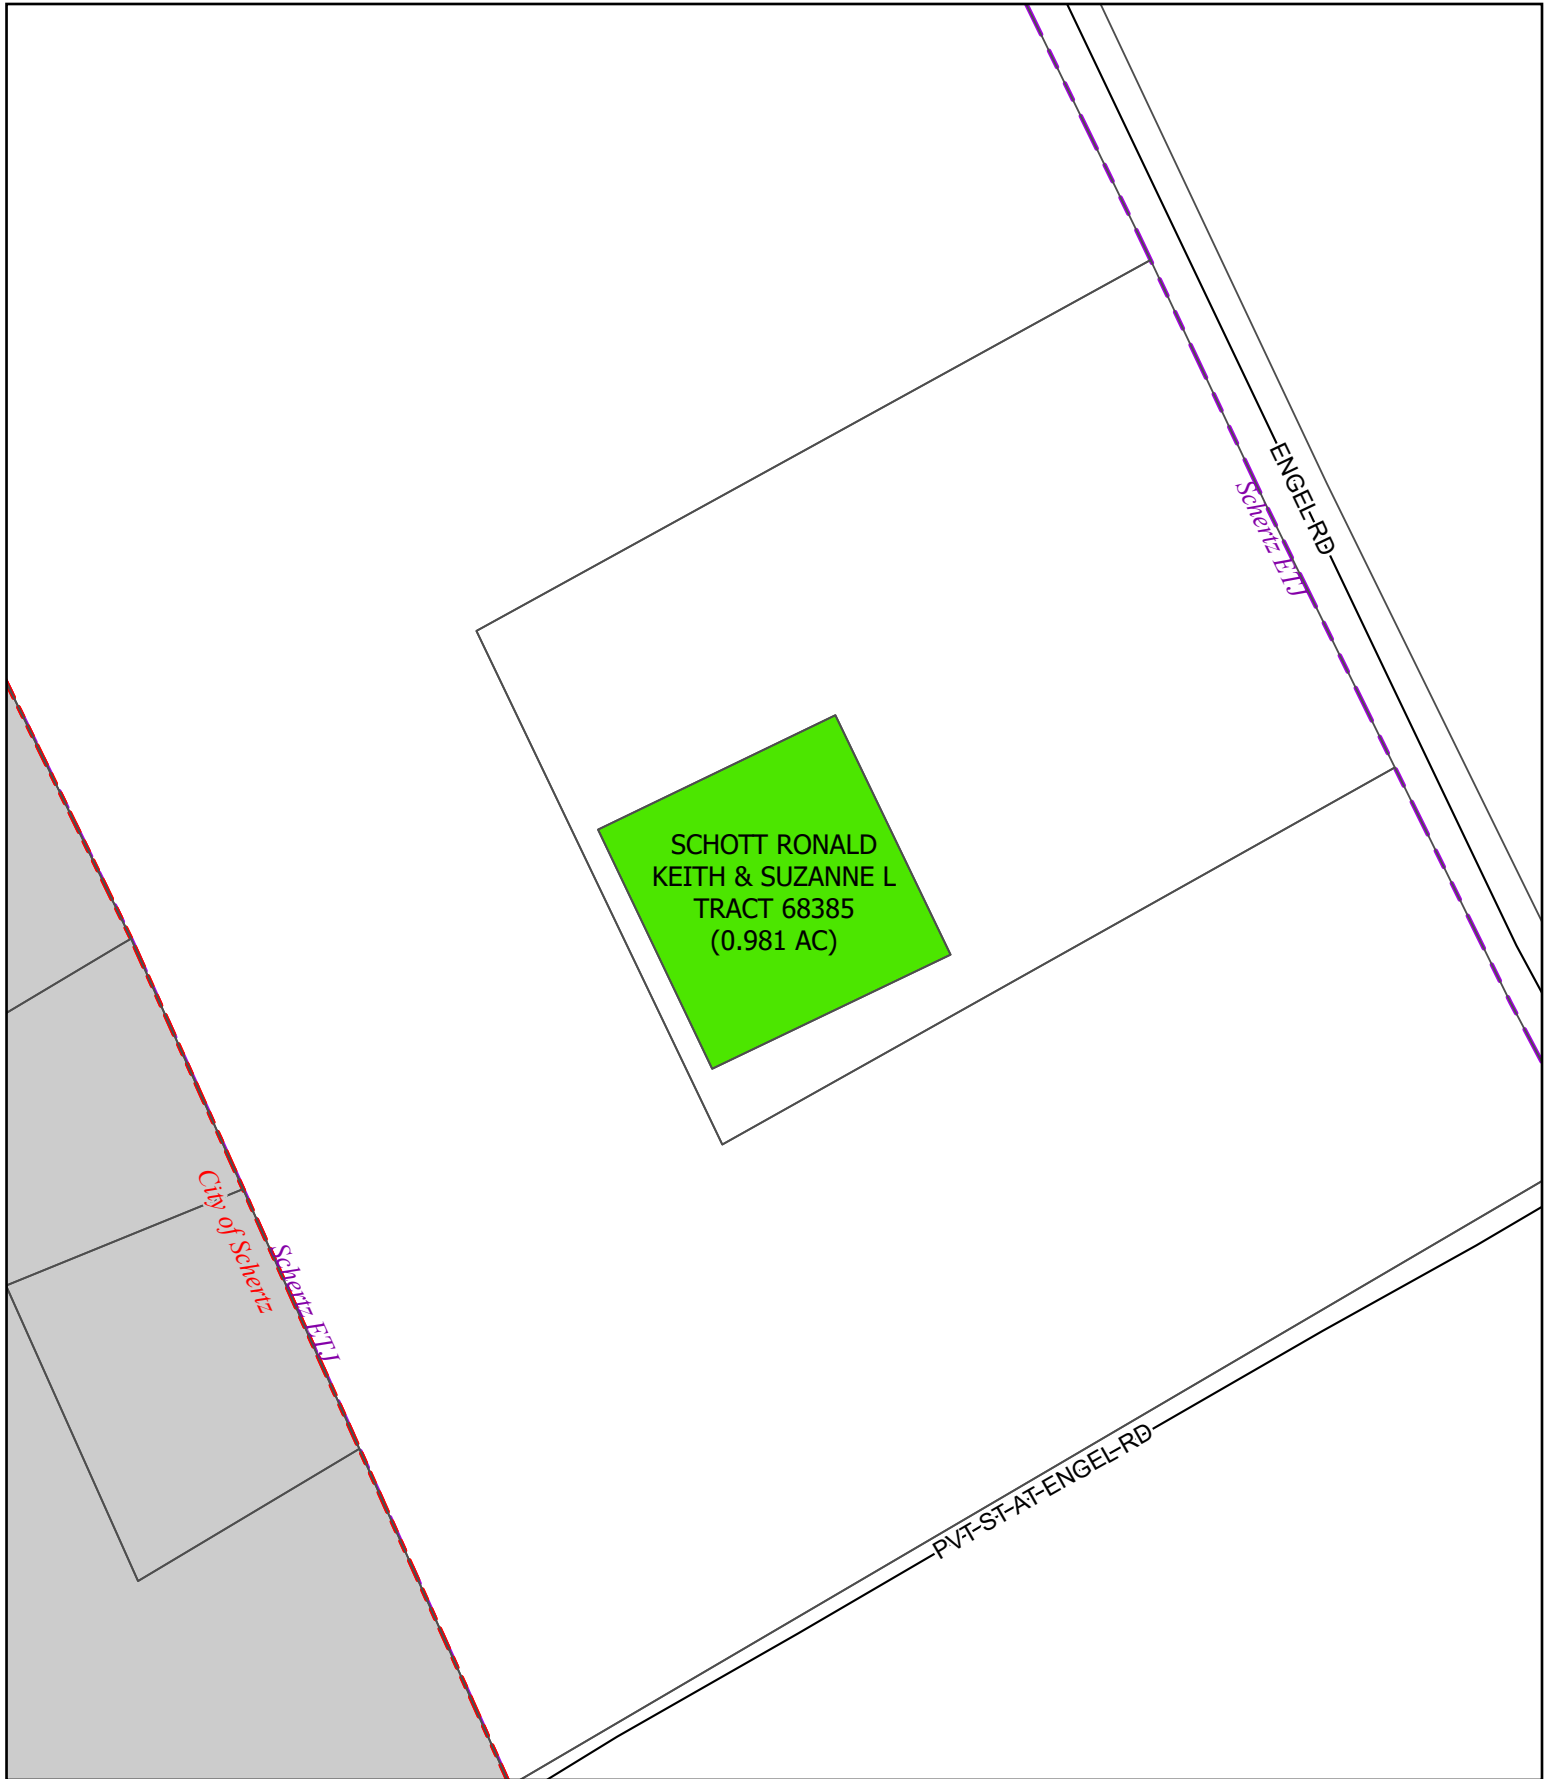 ENGEL RD
Schertz ETJ
SCHOTT RONALD
KEITH & SUZANNE L
TRACT 68385
(0.981 AC)
City of Schertz
Schertz ETJ
PVT ST AT ENGEL RD